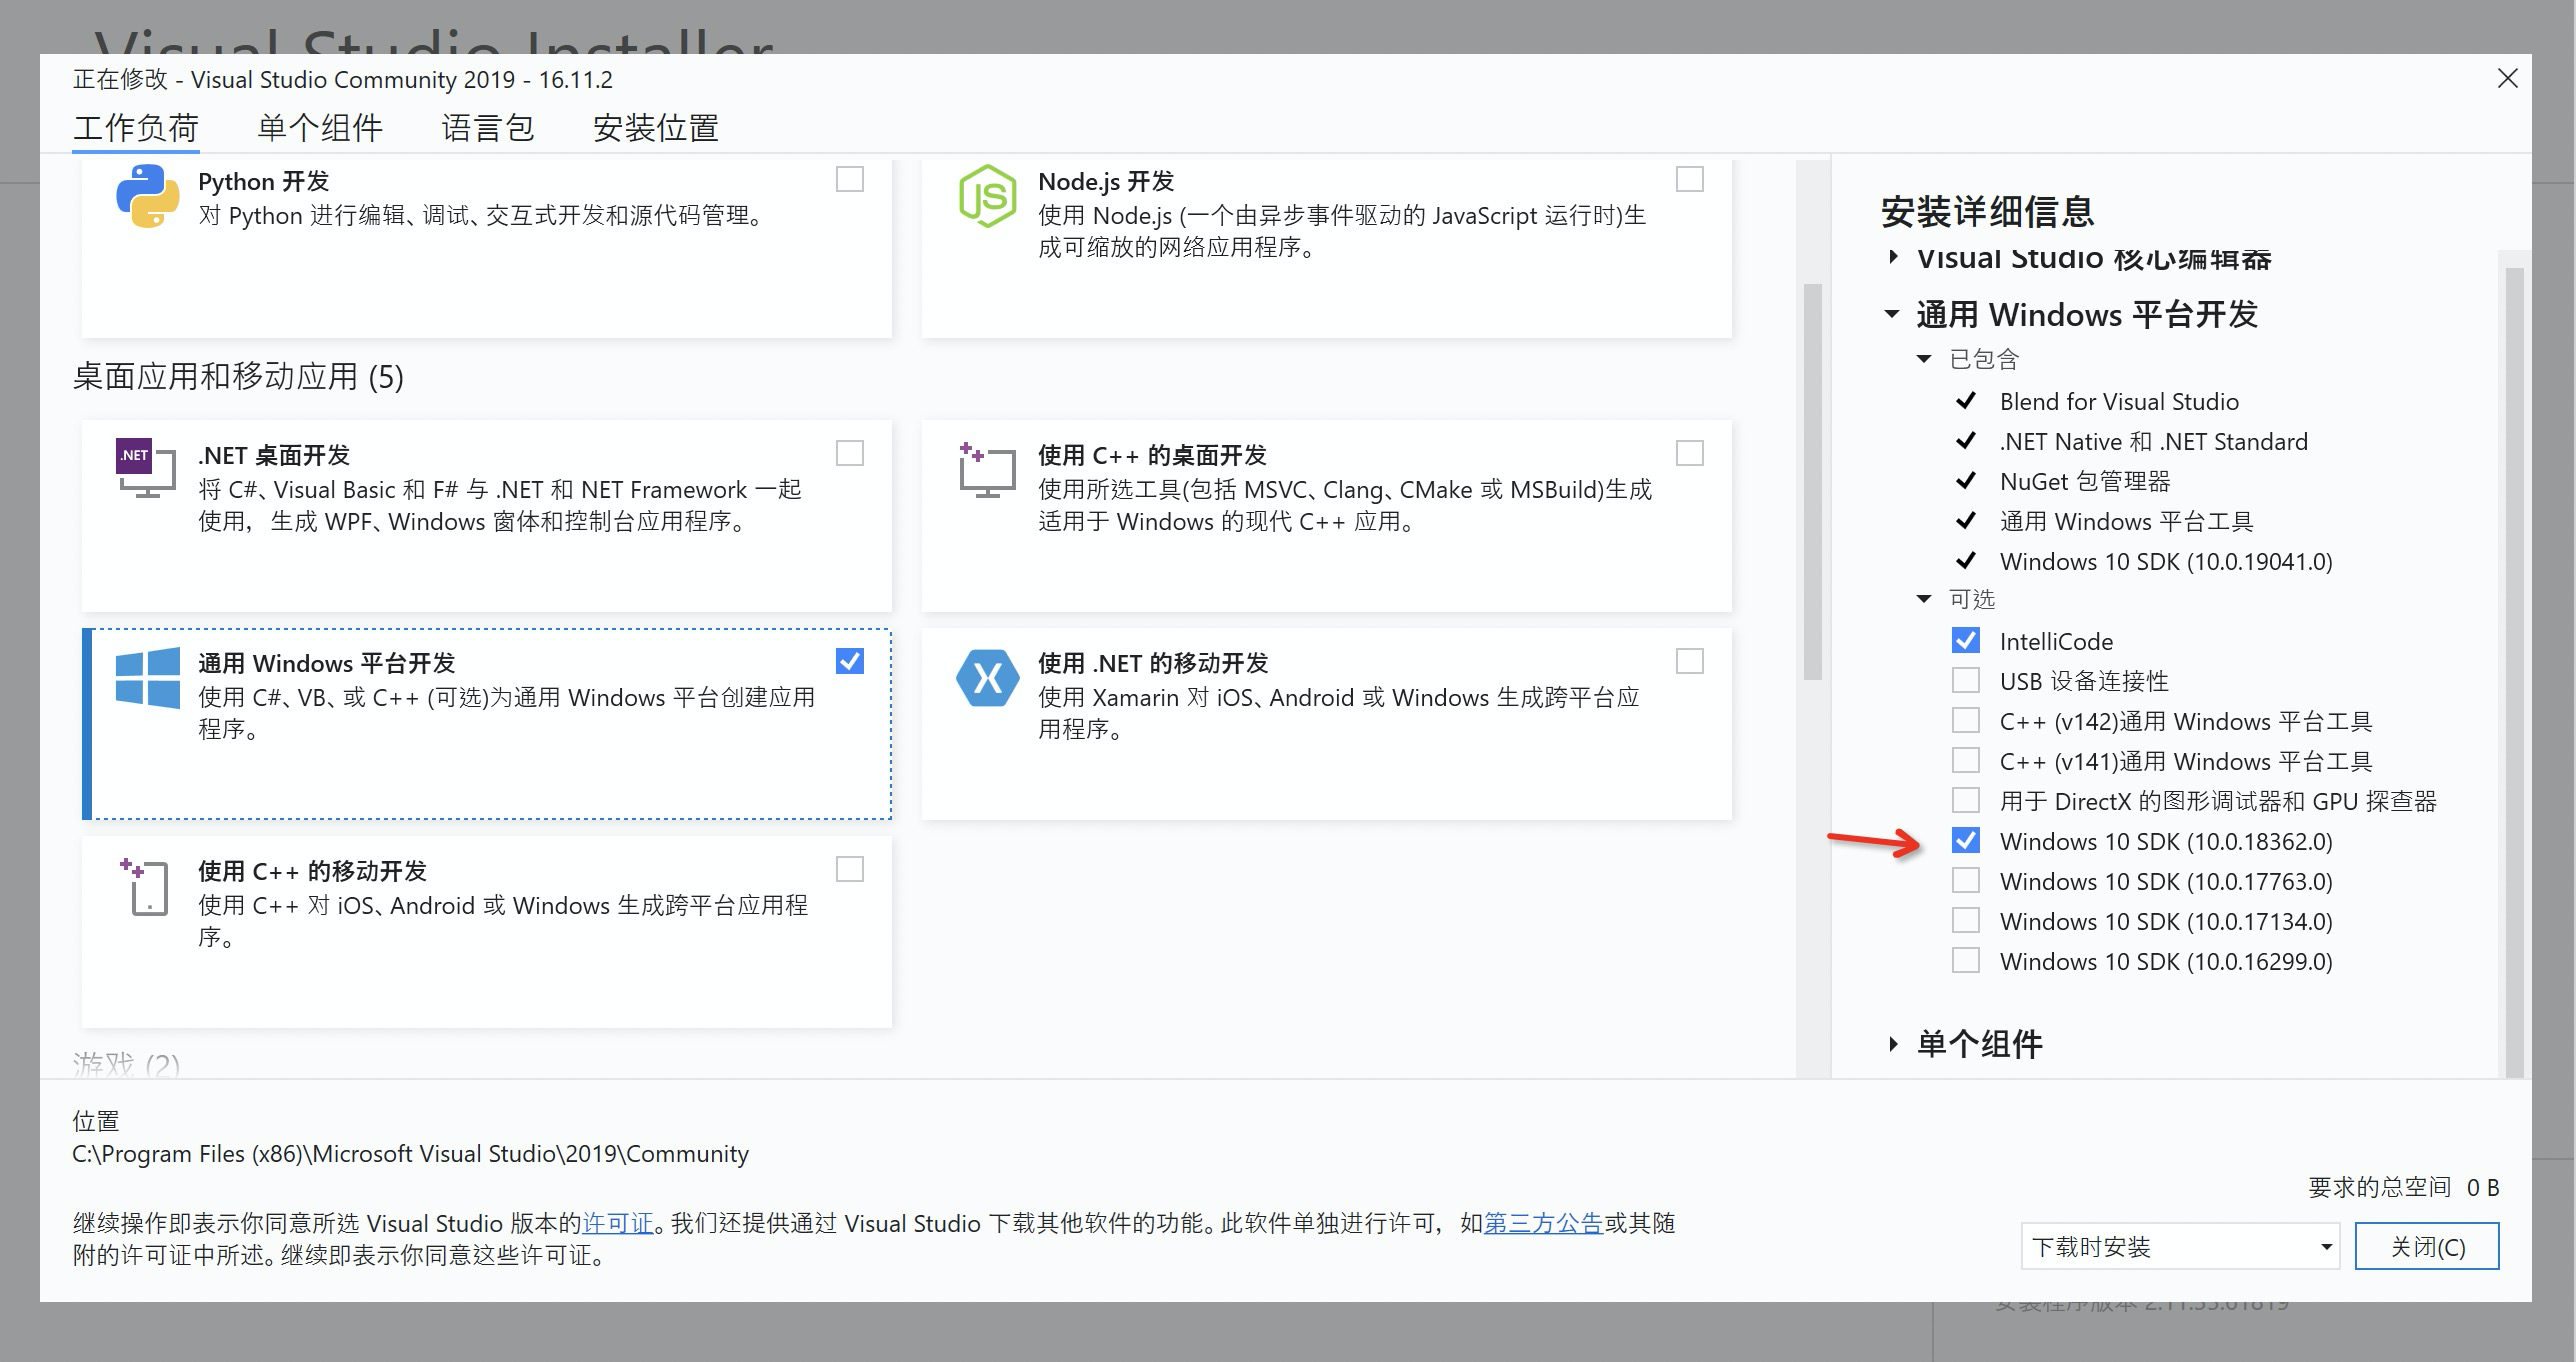 Visual Studio Installer
正在修改 - Visual Studio Community 2019 - 16.11.2
工作负荷 单个组件 语言包 安装位置
Python 开发
对 Python 进行编辑、调试、交互式开发和源代码管理。
Node.js 开发
使用 Node.js (一个由异步事件驱动的 JavaScript 运行时)生
成可缩放的网络应用程序。
桌面应用和移动应用 (5)
.NET
.NET 桌面开发
将 C#、Visual Basic 和 F# 与 .NET 和 NET Framework 一起
使用，生成 WPF、Windows 窗体和控制台应用程序。
使用 C++ 的桌面开发
使用所选工具(包括 MSVC、Clang、CMake 或 MSBuild)生成
适用于 Windows 的现代 C++ 应用。
通用 Windows 平台开发
使用 C#、VB、或 C++ (可选)为通用 Windows 平台创建应用
程序。
使用 .NET 的移动开发
使用 Xamarin 对 iOS、Android 或 Windows 生成跨平台应
用程序。
使用 C++ 的移动开发
使用 C++ 对 iOS、Android 或 Windows 生成跨平台应用程
序。
游戏 (2)
安装详细信息
Visual Studio 核心编辑器
通用 Windows 平台开发
已包含
Blend for Visual Studio
.NET Native 和 .NET Standard
NuGet 包管理器
通用 Windows 平台工具
Windows 10 SDK (10.0.19041.0)
可选
IntelliCode
USB 设备连接性
C++ (v142)通用 Windows 平台工具
C++ (v141)通用 Windows 平台工具
用于 DirectX 的图形调试器和 GPU 探查器
Windows 10 SDK (10.0.18362.0)
Windows 10 SDK (10.0.17763.0)
Windows 10 SDK (10.0.17134.0)
Windows 10 SDK (10.0.16299.0)
单个组件
位置
C:\Program Files (x86)\Microsoft Visual Studio\2019\Community
继续操作即表示你同意所选 Visual Studio 版本的许可证。我们还提供通过 Visual Studio 下载其他软件的功能。此软件单独进行许可，如第三方公告或其随
附的许可证中所述。继续即表示你同意这些许可证。
要求的总空间 0 B
下载时安装 关闭(C)
安装程序版本 2.11.53.61819